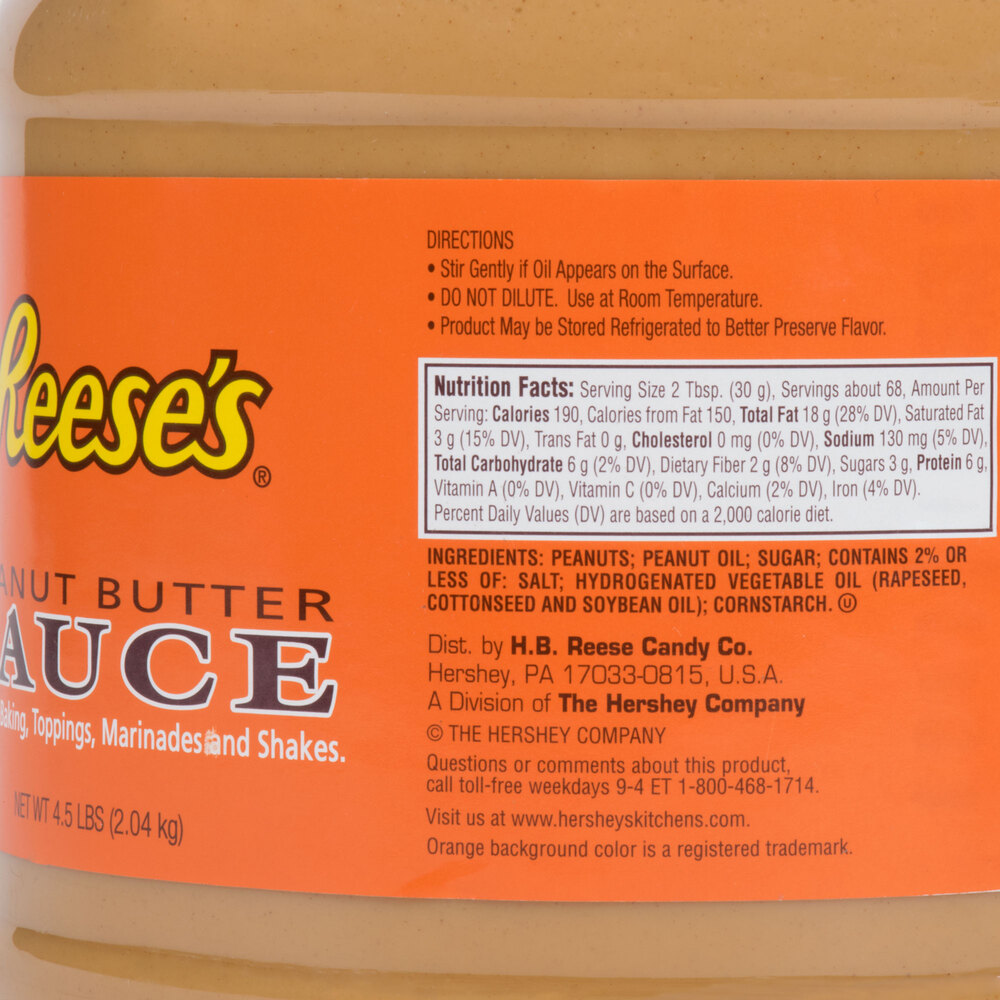 Reese's®
ANUT BUTTER
AUCE
Baking, Toppings, Marinades and Shakes.
NET WT 4.5 LBS (2.04 kg)
DIRECTIONS
• Stir Gently if Oil Appears on the Surface.
• DO NOT DILUTE. Use at Room Temperature.
• Product May be Stored Refrigerated to Better Preserve Flavor.
Nutrition Facts: Serving Size 2 Tbsp. (30 g), Servings about 68, Amount Per
Serving: Calories 190, Calories from Fat 150, Total Fat 18 g (28% DV), Saturated Fat
3 g (15% DV), Trans Fat 0 g, Cholesterol 0 mg (0% DV), Sodium 130 mg (5% DV),
Total Carbohydrate 6 g (2% DV), Dietary Fiber 2 g (8% DV), Sugars 3 g, Protein 6 g,
Vitamin A (0% DV), Vitamin C (0% DV), Calcium (2% DV), Iron (4% DV).
Percent Daily Values (DV) are based on a 2,000 calorie diet.
INGREDIENTS: PEANUTS; PEANUT OIL; SUGAR; CONTAINS 2% OR
LESS OF: SALT; HYDROGENATED VEGETABLE OIL (RAPESEED,
COTTONSEED AND SOYBEAN OIL); CORNSTARCH. Ⓤ
Dist. by H.B. Reese Candy Co.
Hershey, PA 17033-0815, U.S.A.
A Division of The Hershey Company
© THE HERSHEY COMPANY
Questions or comments about this product,
call toll-free weekdays 9-4 ET 1-800-468-1714.
Visit us at www.hersheyskitchens.com.
Orange background color is a registered trademark.